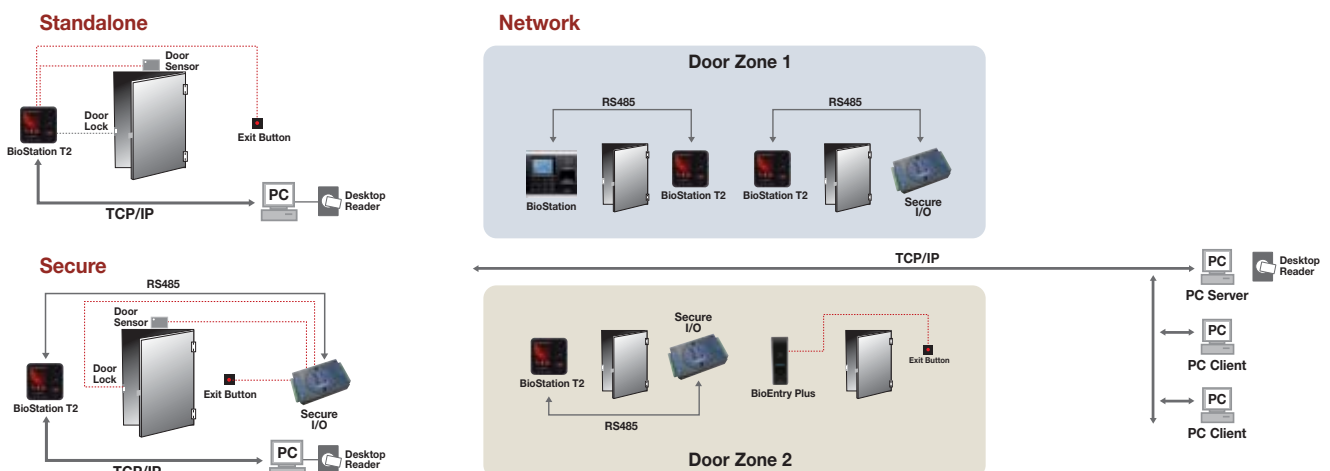 Standalone
Door
Sensor
Door
Lock
BioStation T2
Exit Button
TCP/IP
PC
Desktop
Reader
Secure
RS485
Door
Sensor
Door
Lock
BioStation T2
Exit Button
Secure
I/O
TCP/IP
PC
Desktop
Reader
Network
Door Zone 1
RS485
RS485
BioStation
BioStation T2
BioStation T2
Secure
I/O
TCP/IP
PC
Desktop
Reader
PC Server
PC
PC Client
PC
PC Client
Secure
I/O
BioStation T2
BioEntry Plus
Exit Button
RS485
Door Zone 2